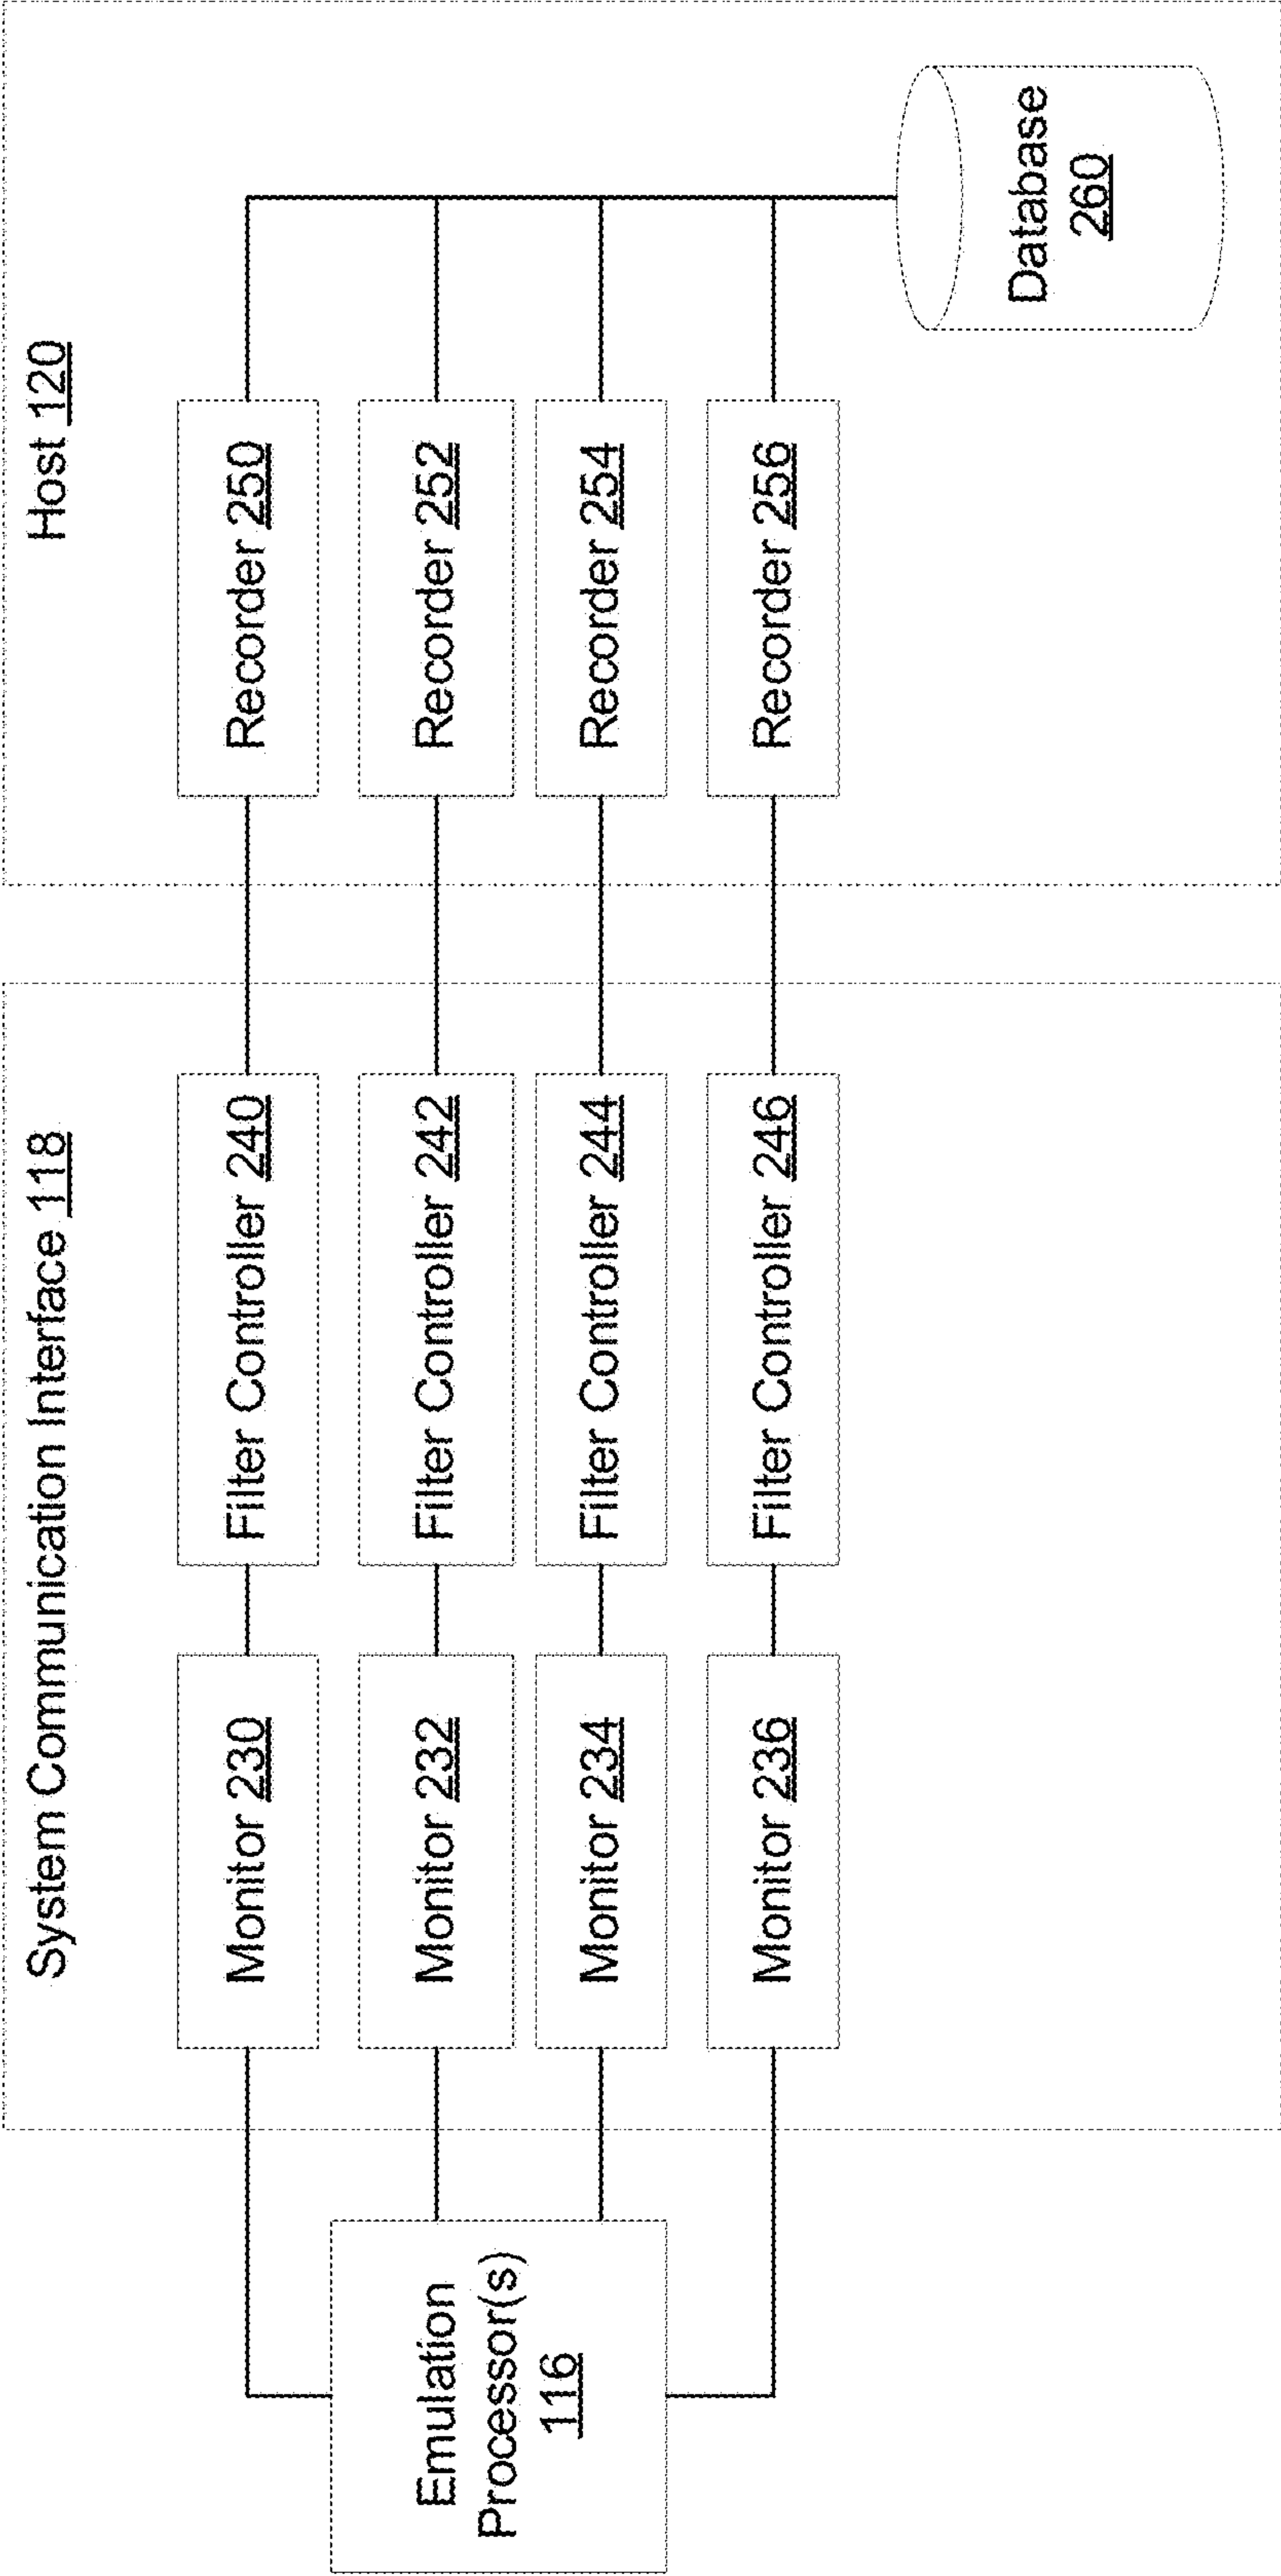 System Communication Interface 118
Host 120
Emulation
Processor(s)
116
Monitor 230
Filter Controller 240
Recorder 250
Monitor 232
Filter Controller 242
Recorder 252
Monitor 234
Filter Controller 244
Recorder 254
Monitor 236
Filter Controller 246
Recorder 256
Database
260